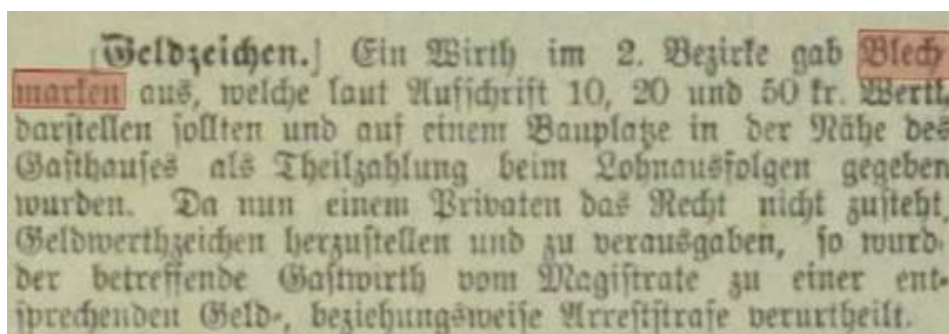 [Geldzeichen.] Ein Wirth im 2. Bezirke gab Blech
marken aus, welche laut Aufschrift 10, 20 und 50 kr. Werth
darstellen sollten und auf einem Bauplatze in der Nähe des
Gasthauses als Theilzahlung beim Lohnausfolgen gegeben
wurden. Da nun einem Privaten das Recht nicht zusteht
Geldwerthzeichen herzustellen und zu verausgaben, so wurd
der betreffende Gastwirth vom Magistrate zu einer ent-
sprechenden Geld-, beziehungsweise Arreststrafe verurtheilt.